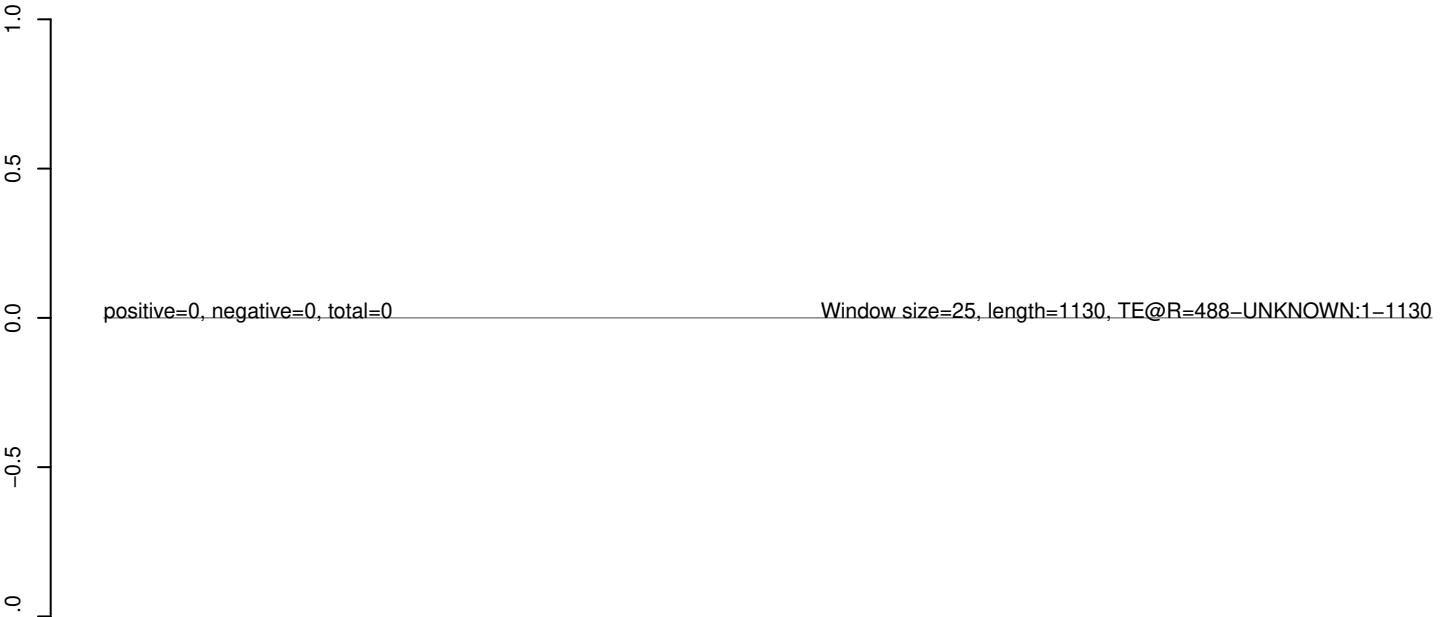 1.0
0.5
positive=0, negative=0, total=0
Window size=25, length=1130, TE@R=488−UNKNOWN:1−1130
0.0
−0.5
.0